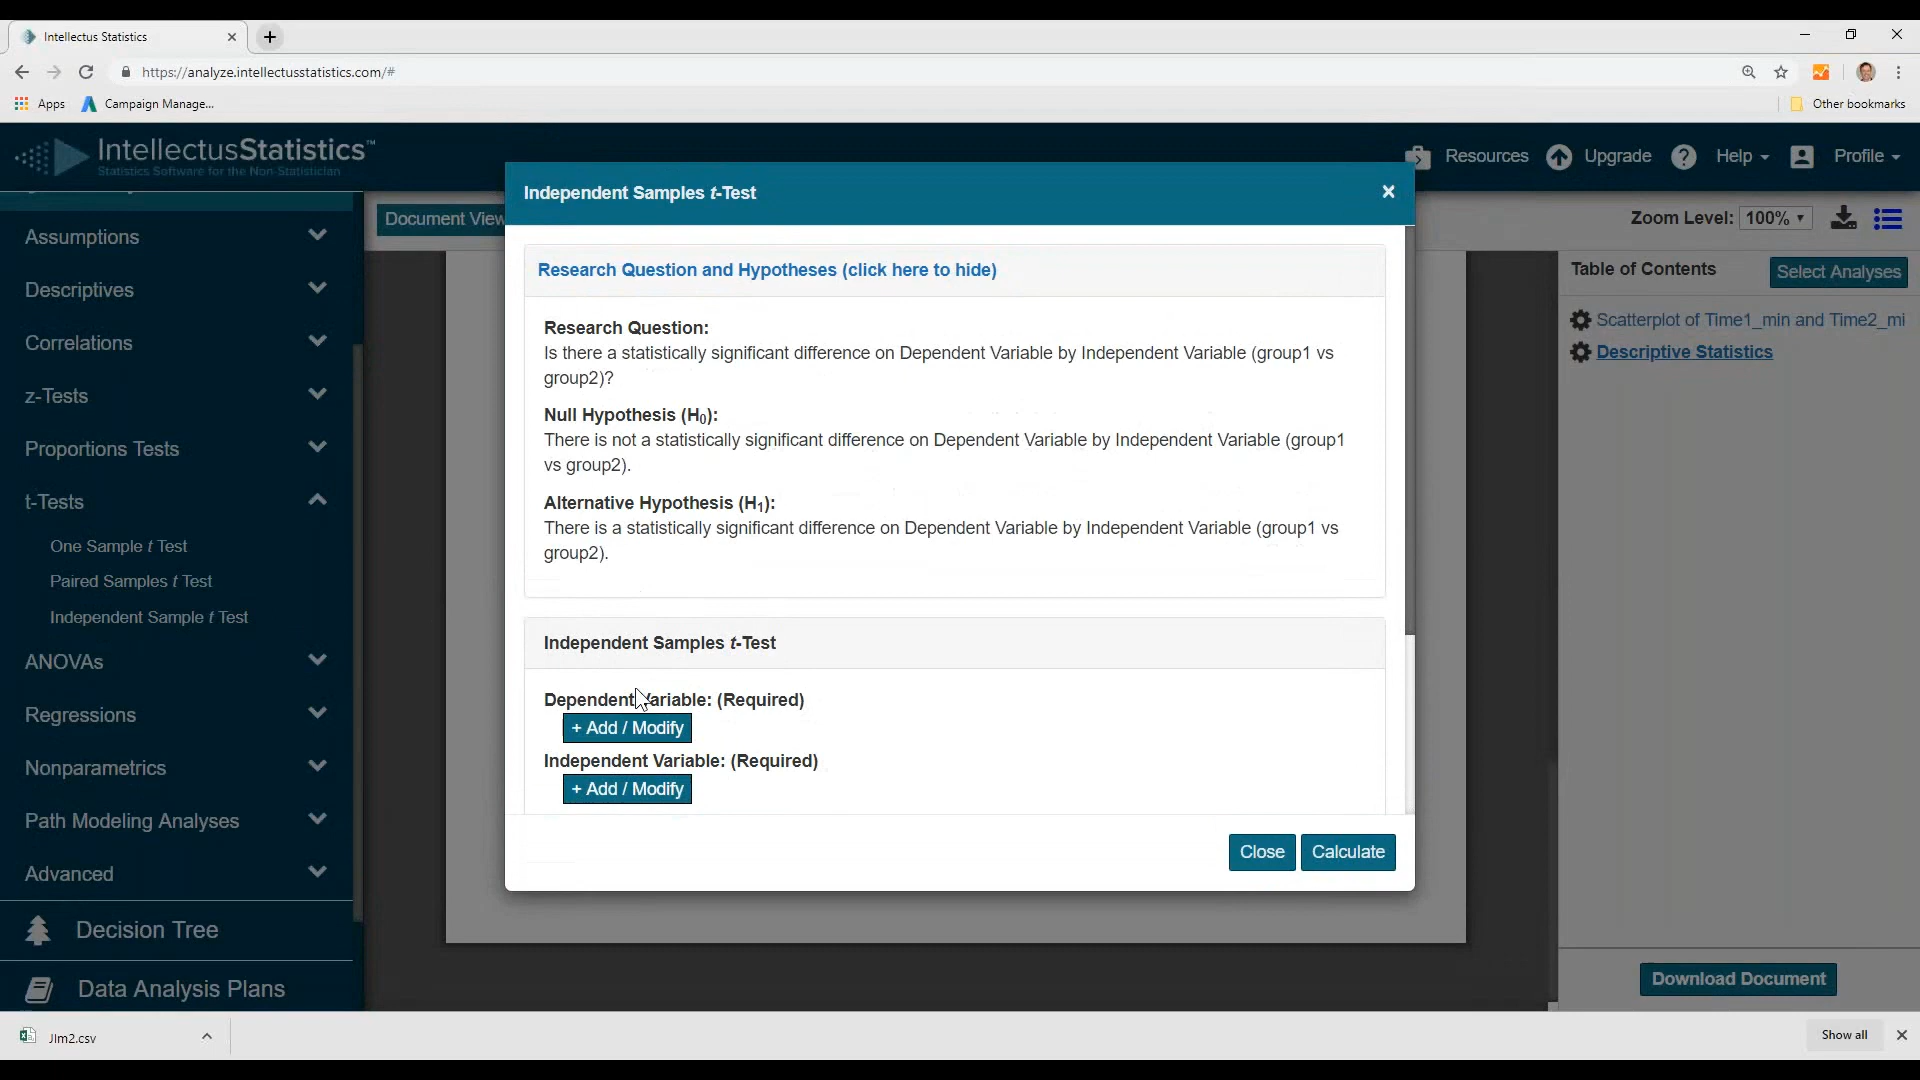 Intellectus Statistics
https://analyze.intellectusstatistics.com/#
Apps
Campaign Manage...
Other bookmarks
IntellectusStatistics™
Statistics Software for the Non-Statistician
Resources
Upgrade
Help
Profile
Assumptions
Descriptives
Correlations
z-Tests
Proportions Tests
t-Tests
One Sample t Test
Paired Samples t Test
Independent Sample t Test
ANOVAs
Regressions
Nonparametrics
Path Modeling Analyses
Advanced
Decision Tree
Data Analysis Plans
Document View
Zoom Level: 100%
Independent Samples t-Test
Research Question and Hypotheses (click here to hide)
Research Question:
Is there a statistically significant difference on Dependent Variable by Independent Variable (group1 vs
group2)?
Null Hypothesis (H0):
There is not a statistically significant difference on Dependent Variable by Independent Variable (group1
vs group2).
Alternative Hypothesis (H1):
There is a statistically significant difference on Dependent Variable by Independent Variable (group1 vs
group2).
Independent Samples t-Test
Dependent Variable: (Required)
+ Add / Modify
Independent Variable: (Required)
+ Add / Modify
Close
Calculate
Table of Contents
Select Analyses
Scatterplot of Time1_min and Time2_mi
Descriptive Statistics
Download Document
JIm2.csv
Show all